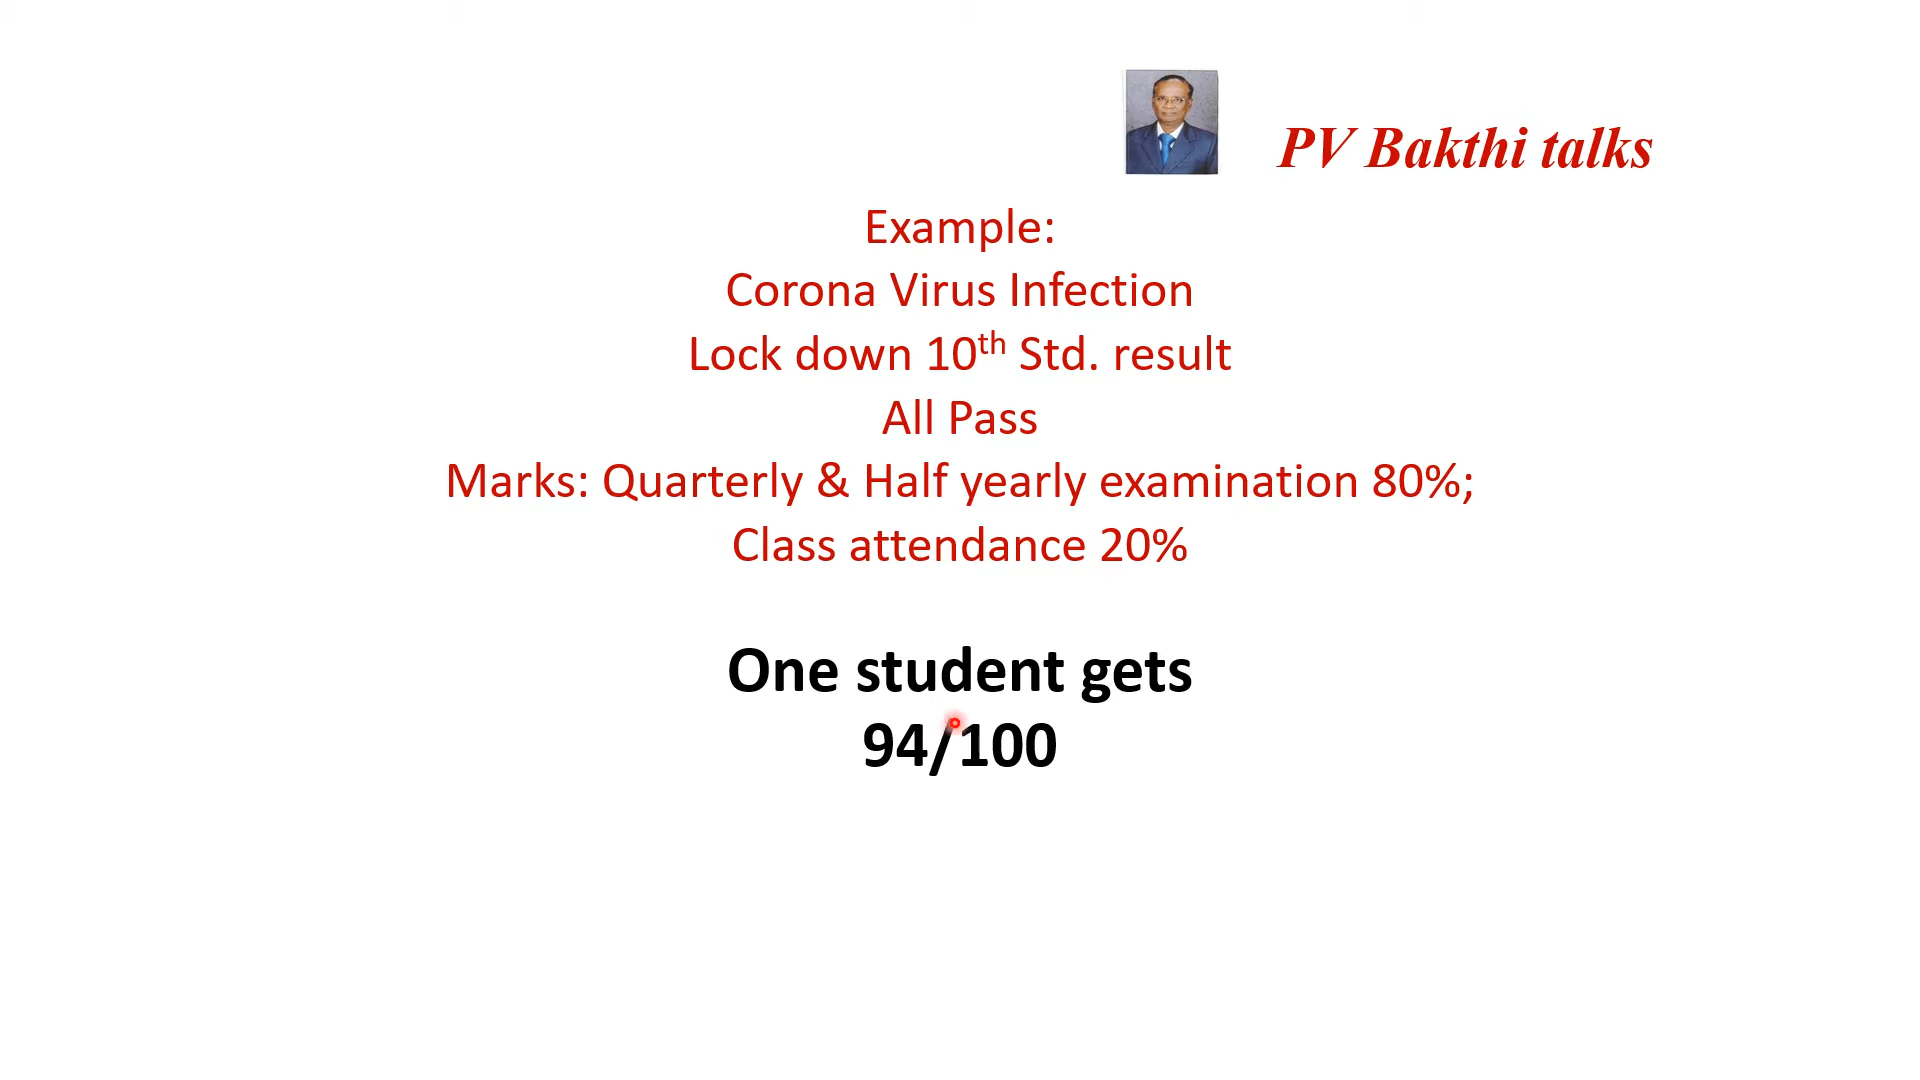 PV Bakthi talks
Example:
Corona Virus Infection
Lock down 10th Std. result
All Pass
Marks: Quarterly & Half yearly examination 80%;
Class attendance 20%
One student gets
94/100